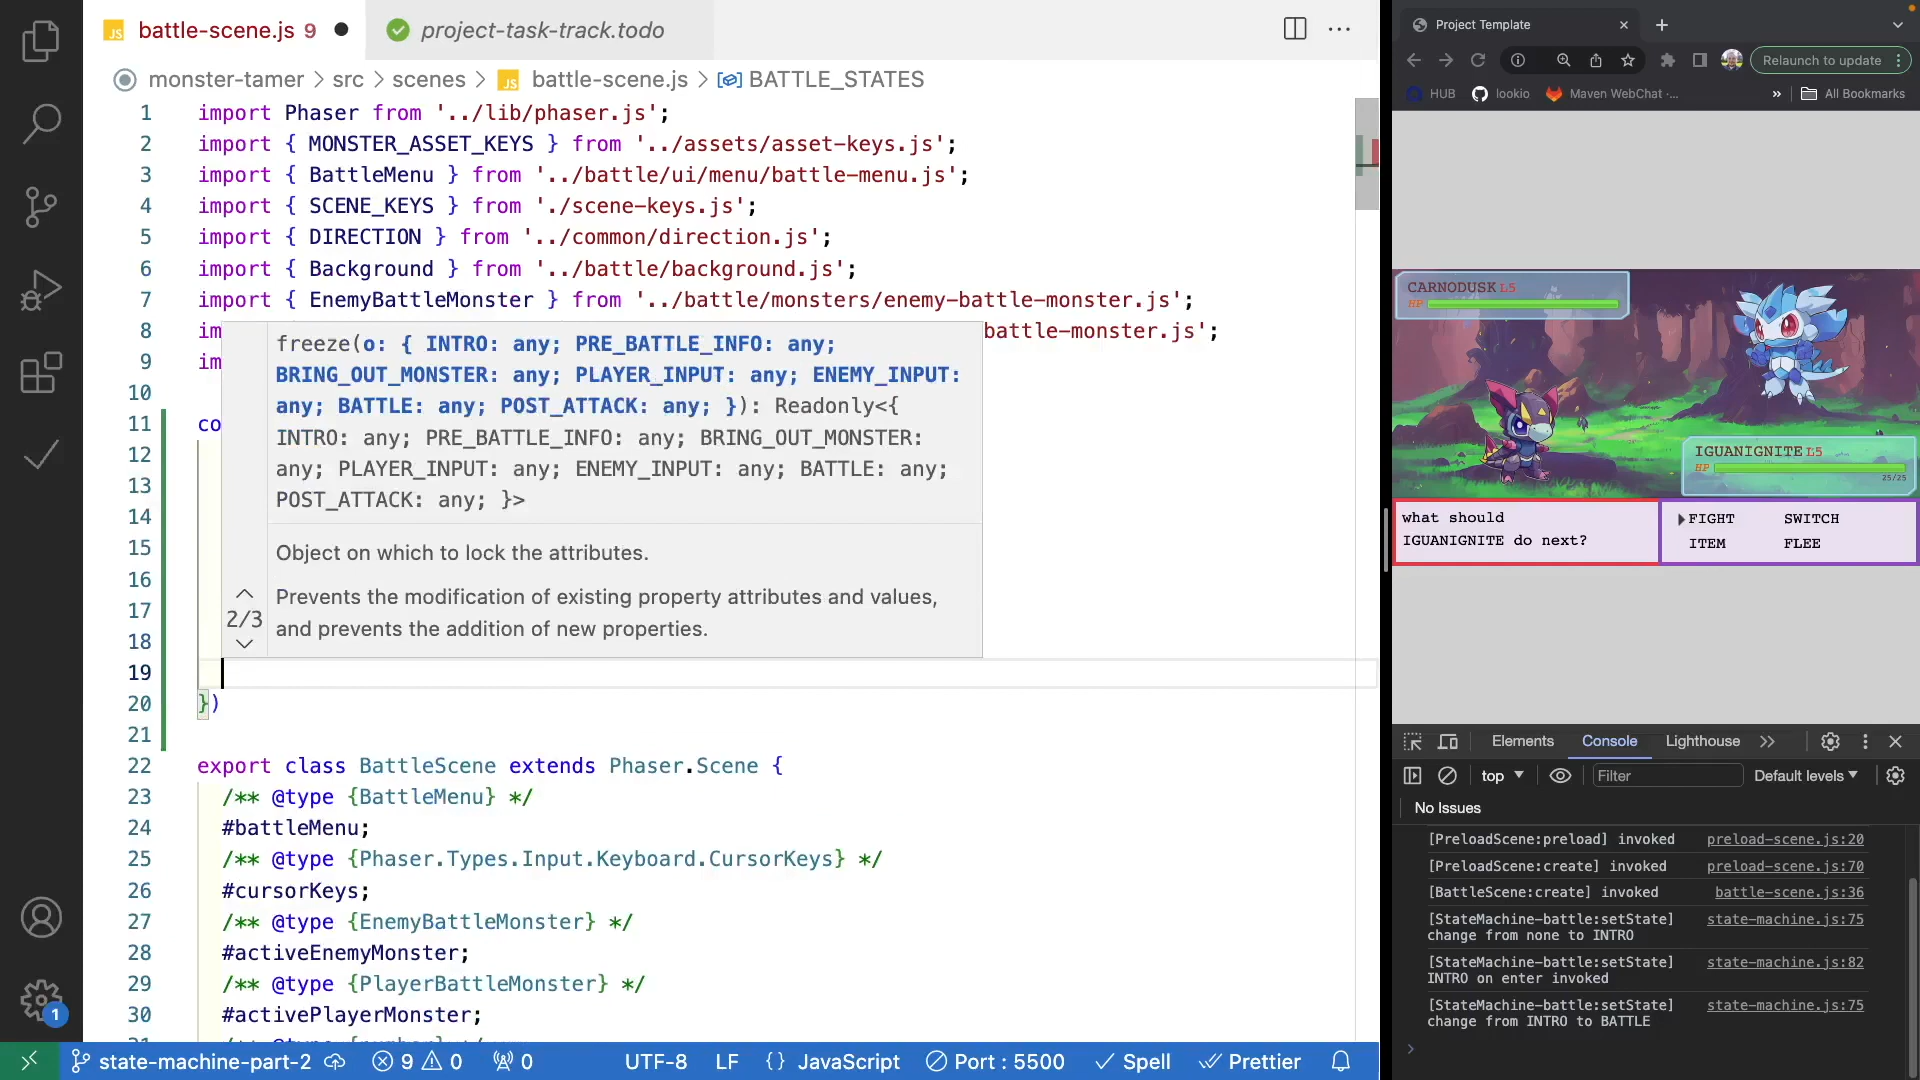 battle-scene.js 9
project-task-track.todo
monster-tamer > src > scenes > battle-scene.js > BATTLE_STATES
1 import Phaser from '../lib/phaser.js';
2 import { MONSTER_ASSET_KEYS } from '../assets/asset-keys.js';
3 import { BattleMenu } from '../battle/ui/menu/battle-menu.js';
4 import { SCENE_KEYS } from './scene-keys.js';
5 import { DIRECTION } from '../common/direction.js';
6 import { Background } from '../battle/background.js';
7 import { EnemyBattleMonster } from '../battle/monsters/enemy-battle-monster.js';
8 im battle-monster.js';
9 im
10
11 co
12
13
14
15
16
17
18
19
20 })
21
22 export class BattleScene extends Phaser.Scene {
23 /** @type {BattleMenu} */
24 #battleMenu;
25 /** @type {Phaser.Types.Input.Keyboard.CursorKeys} */
26 #cursorKeys;
27 /** @type {EnemyBattleMonster} */
28 #activeEnemyMonster;
29 /** @type {PlayerBattleMonster} */
30 #activePlayerMonster;
freeze(o: { INTRO: any; PRE_BATTLE_INFO: any;
BRING_OUT_MONSTER: any; PLAYER_INPUT: any; ENEMY_INPUT:
any; BATTLE: any; POST_ATTACK: any; }): Readonly<{
INTRO: any; PRE_BATTLE_INFO: any; BRING_OUT_MONSTER:
any; PLAYER_INPUT: any; ENEMY_INPUT: any; BATTLE: any;
POST_ATTACK: any; }>
Object on which to lock the attributes.
2/3
Prevents the modification of existing property attributes and values,
and prevents the addition of new properties.
1
state-machine-part-2 9 0 0 UTF-8 LF {} JavaScript Port : 5500 Spell Prettier
Project Template
Relaunch to update
HUB lookio Maven WebChat -... » All Bookmarks
CARNODUSK L5
HP
IGUANIGNITE L5
HP
25/25
what should
IGUANIGNITE do next?
FIGHT SWITCH
ITEM FLEE
Elements Console Lighthouse
top Filter Default levels
No Issues
[PreloadScene:preload] invoked preload-scene.js:20
[PreloadScene:create] invoked preload-scene.js:70
[BattleScene:create] invoked battle-scene.js:36
[StateMachine-battle:setState] state-machine.js:75
change from none to INTRO
[StateMachine-battle:setState] state-machine.js:82
INTRO on enter invoked
[StateMachine-battle:setState] state-machine.js:75
change from INTRO to BATTLE